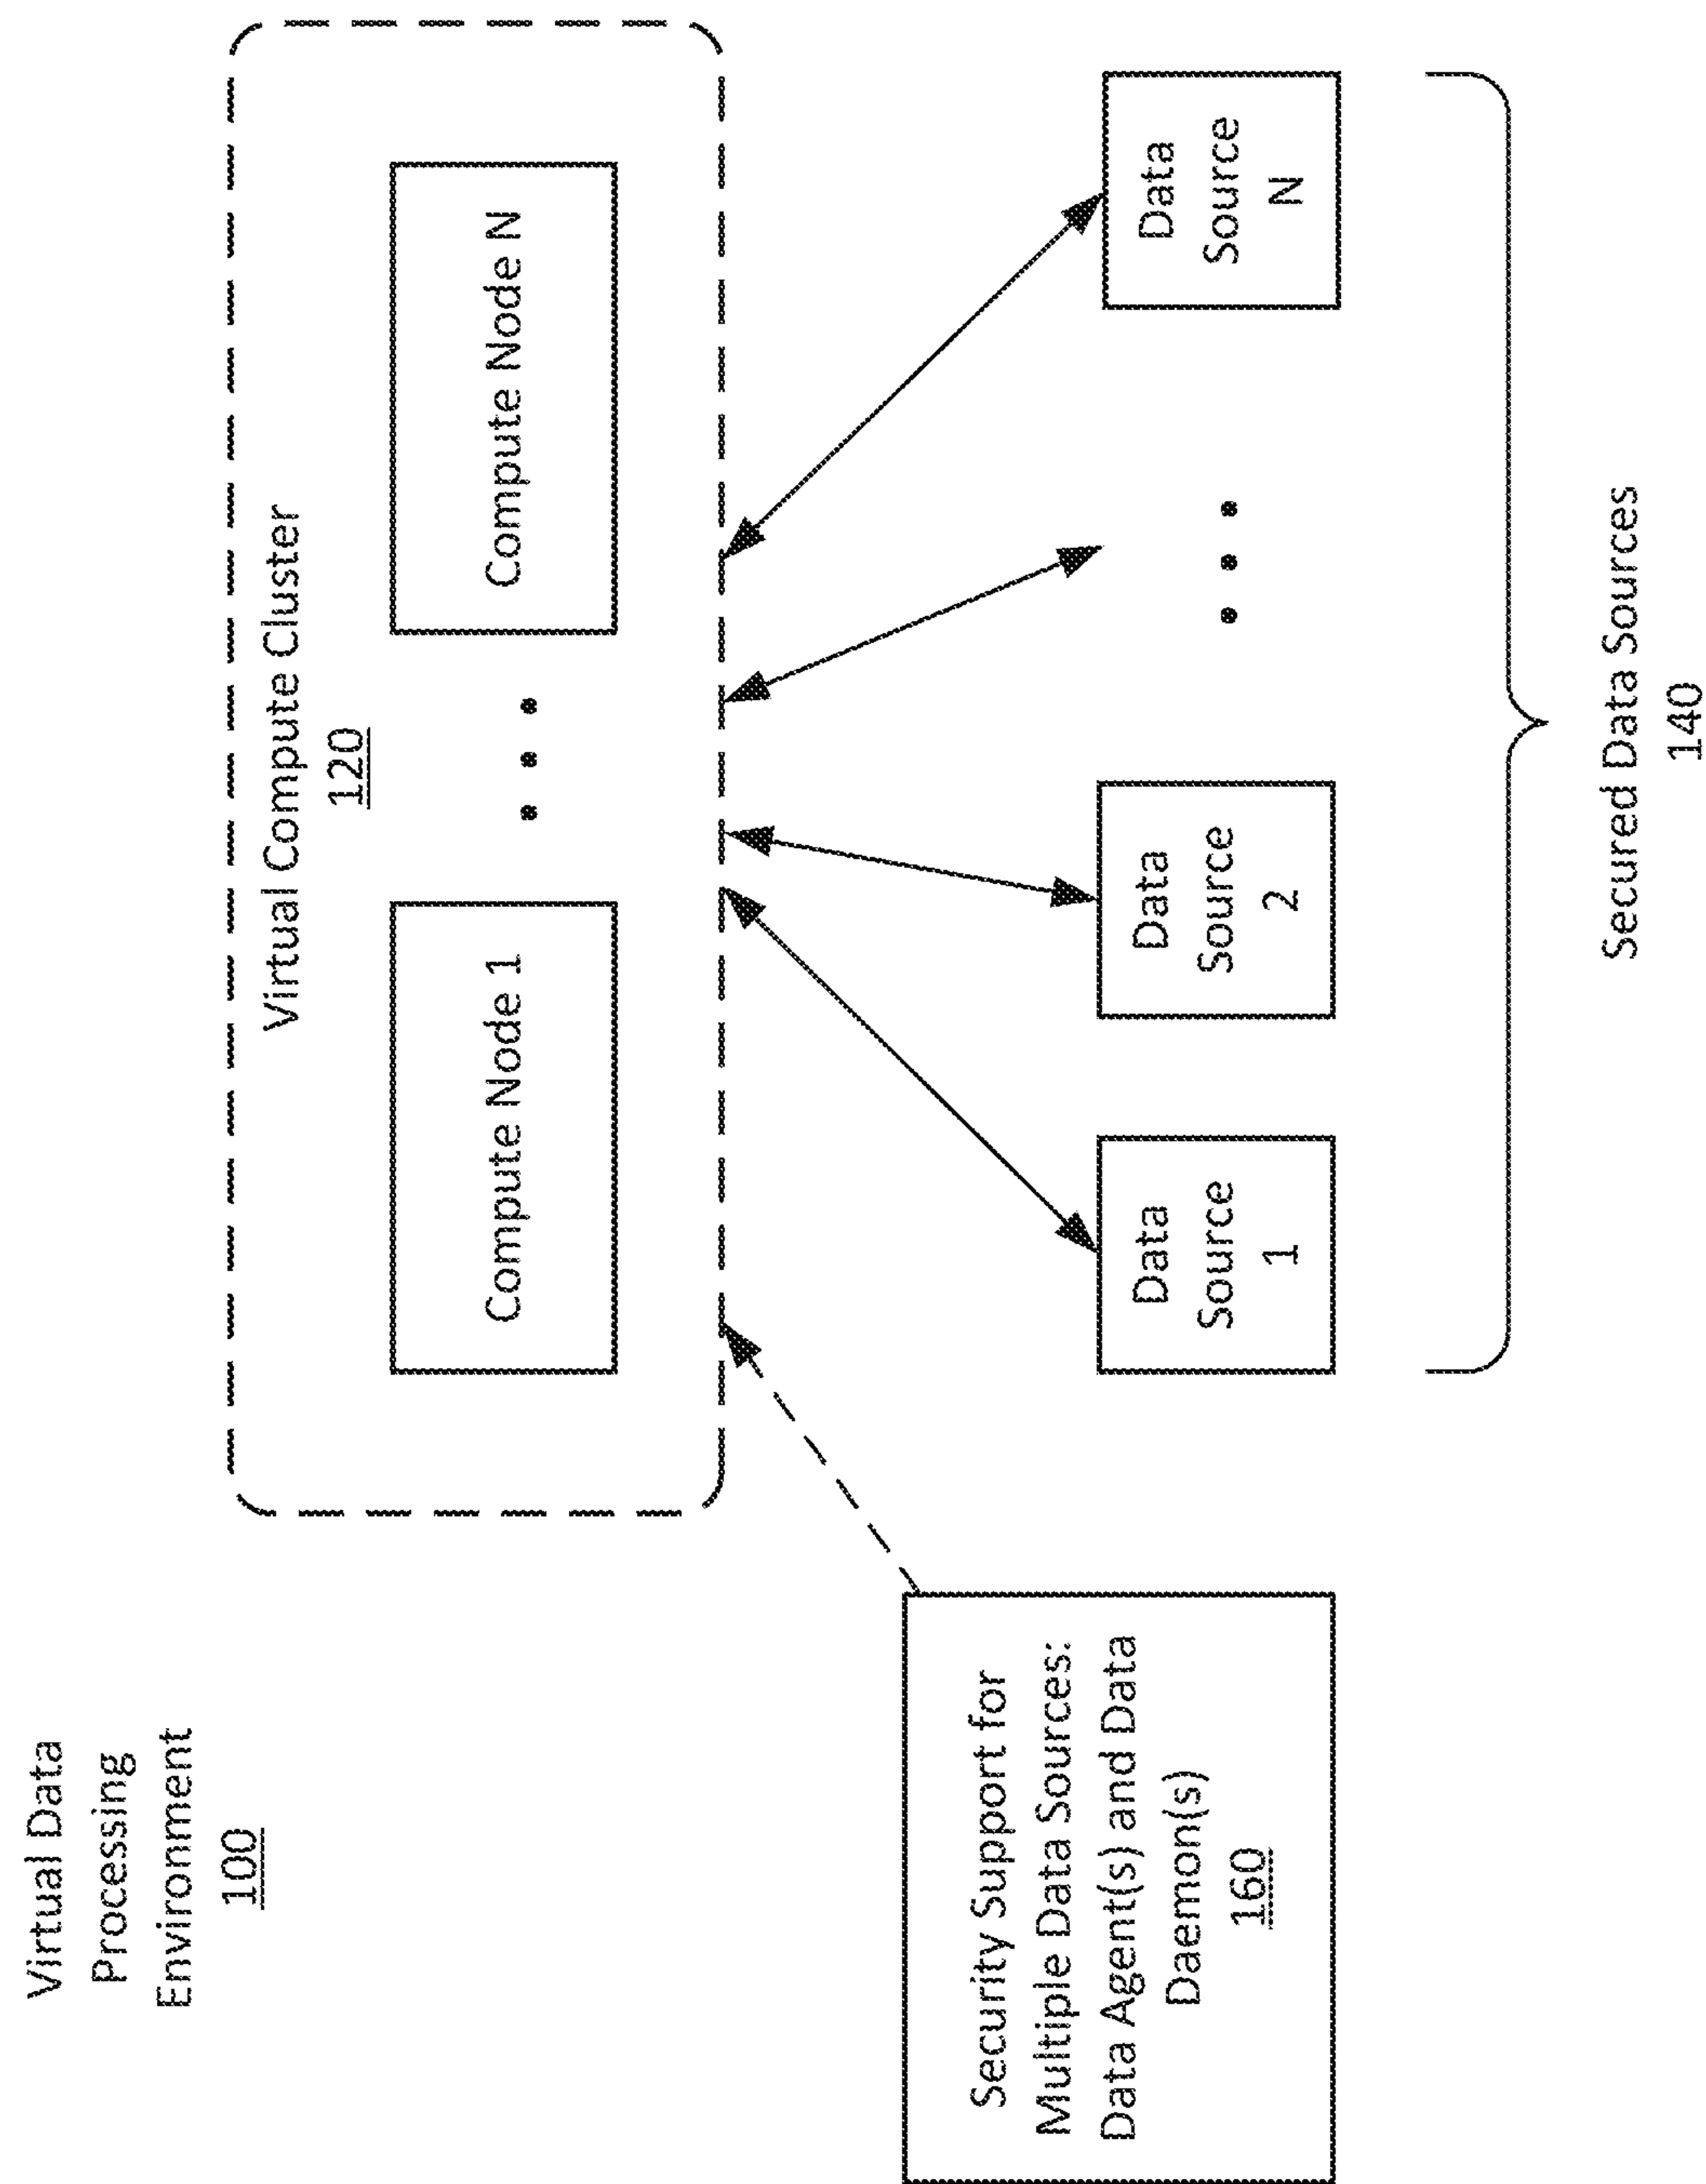 Virtual Data
Processing
Environment
100
Virtual Compute Cluster
120
Compute Node 1
Compute Node N
Security Support for
Multiple Data Sources:
Data Agent(s) and Data
Daemon(s)
160
Data
Source
1
Data
Source
2
Data
Source
N
Secured Data Sources
140